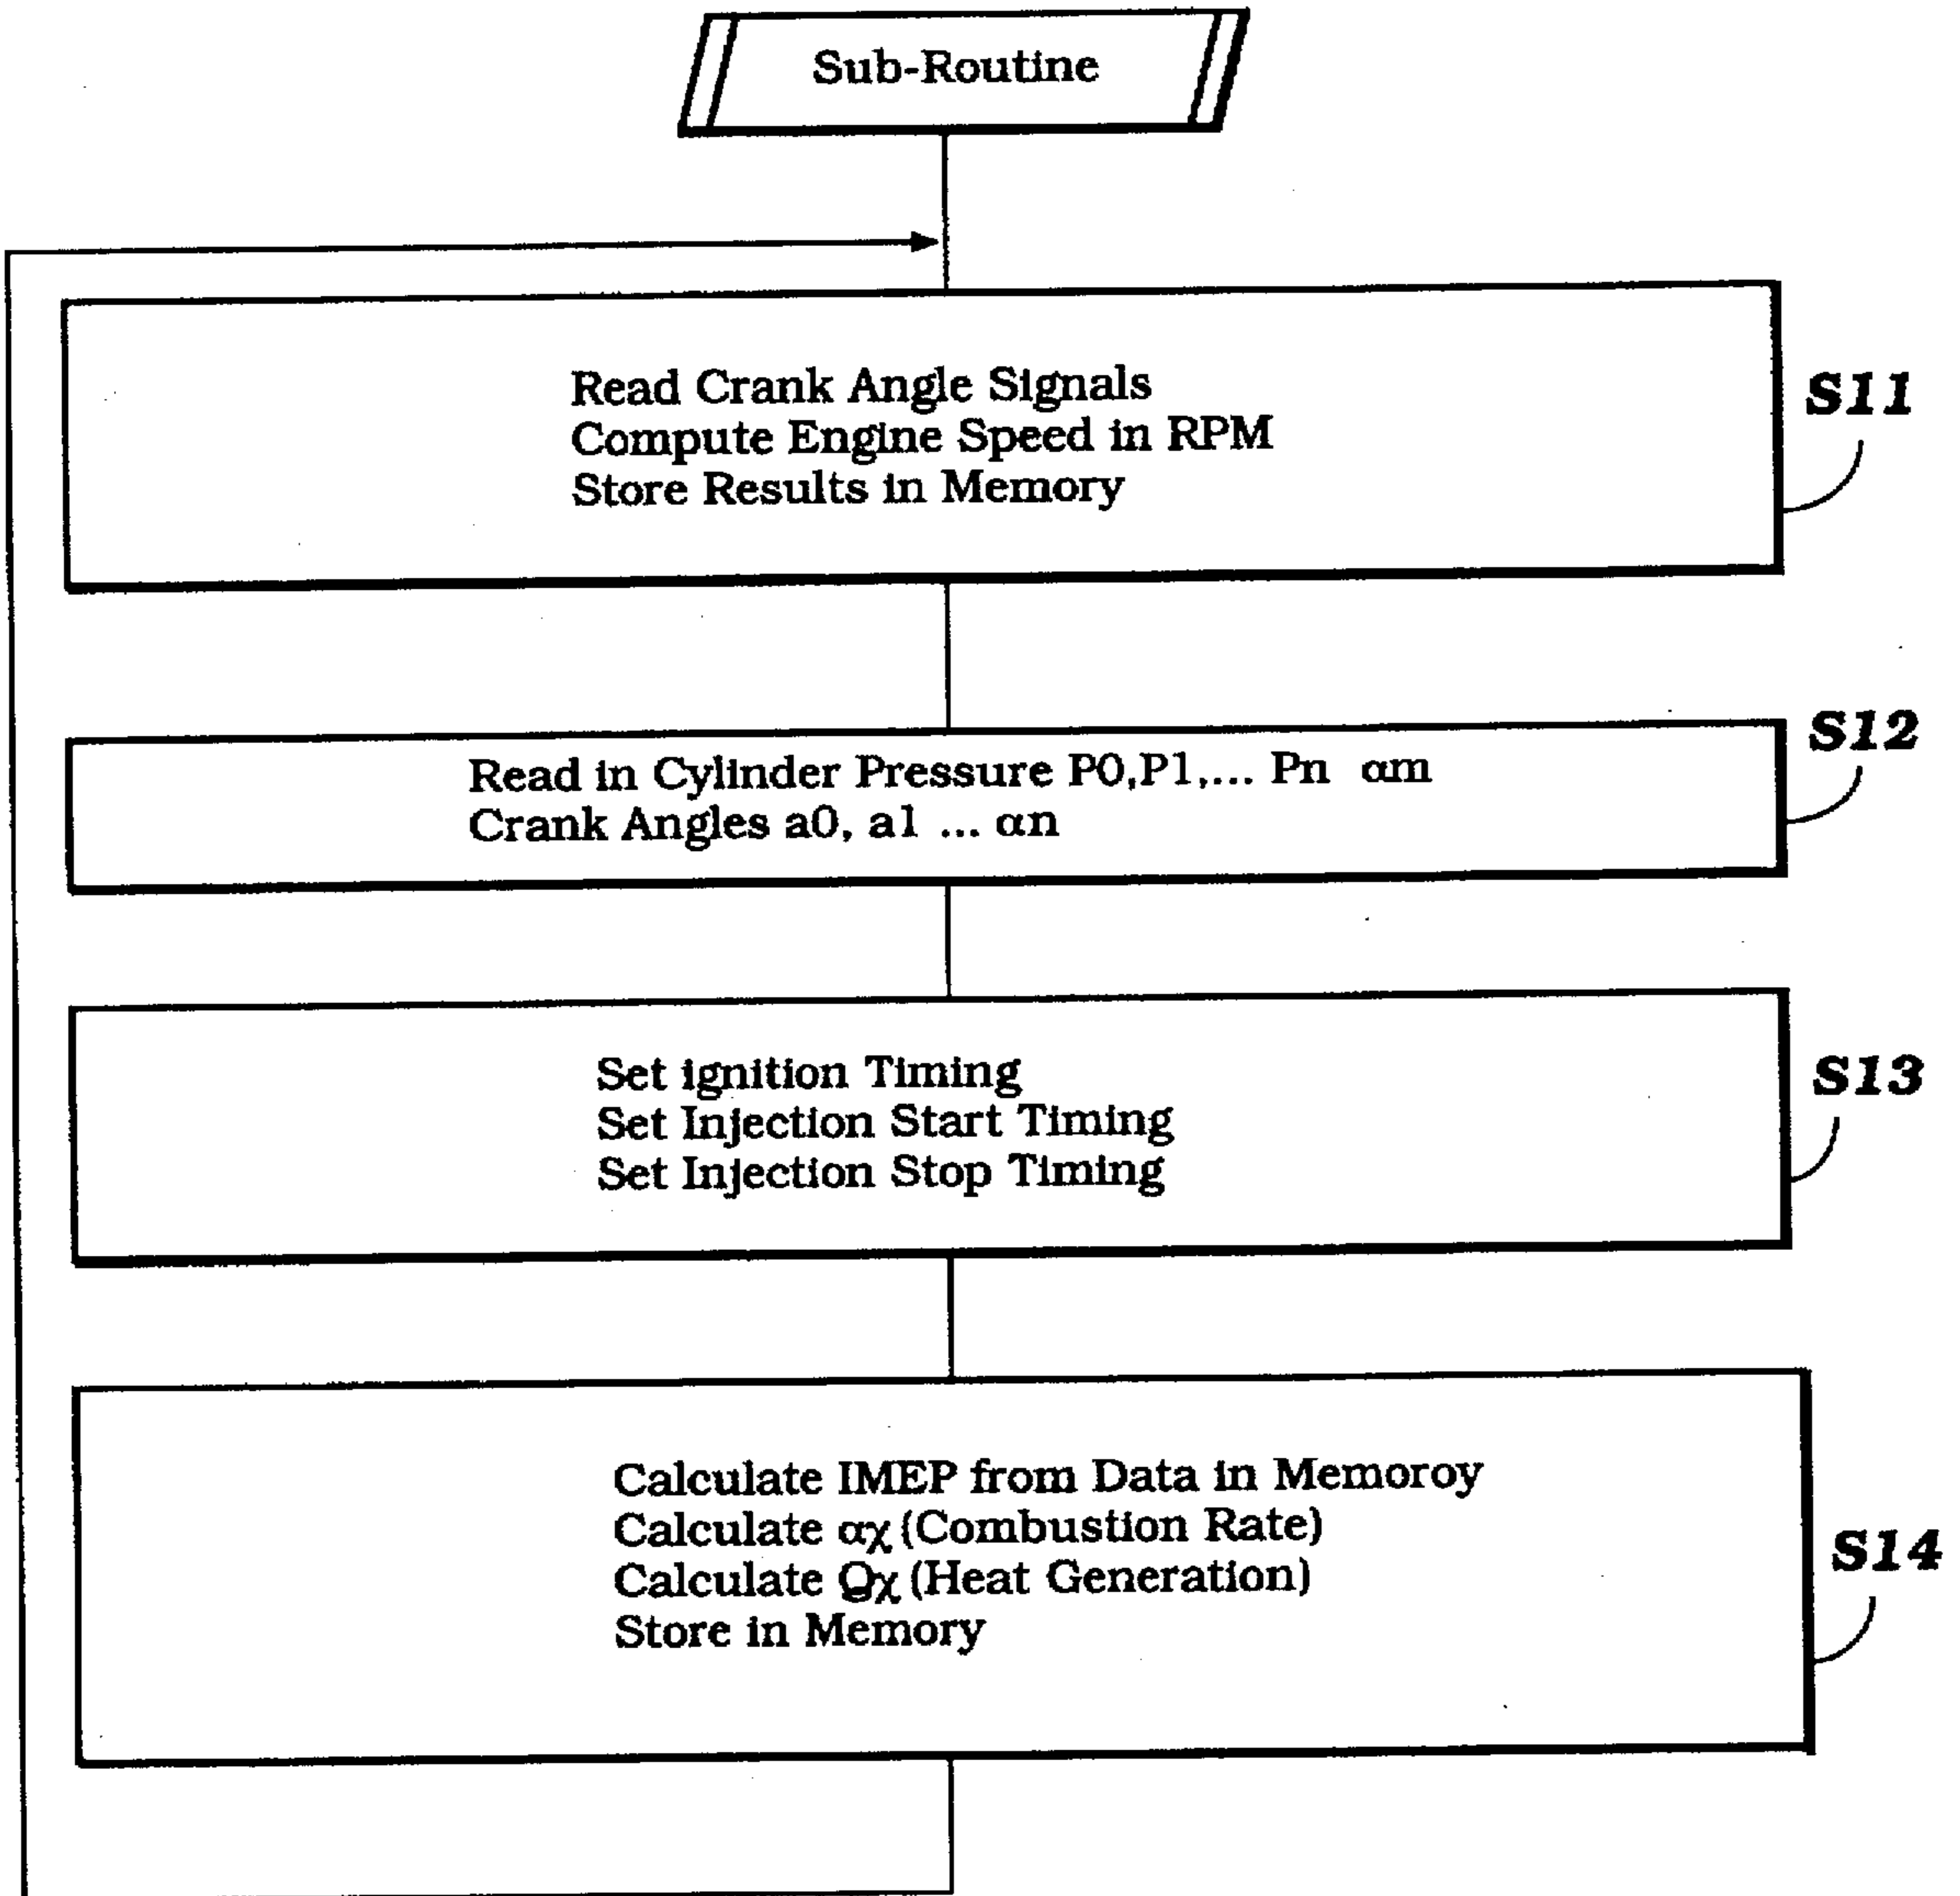 Sub-Routine
Read Crank Angle Signals
Compute Engine Speed in RPM
Store Results in Memory
S11
Read in Cylinder Pressure P0,P1,... Pn αm
Crank Angles a0, a1 ... αn
S12
Set ignition Timing
Set Injection Start Timing
Set Injection Stop Timing
S13
Calculate IMEP from Data in Memoroy
Calculate αχ (Combustion Rate)
Calculate Qχ (Heat Generation)
Store in Memory
S14